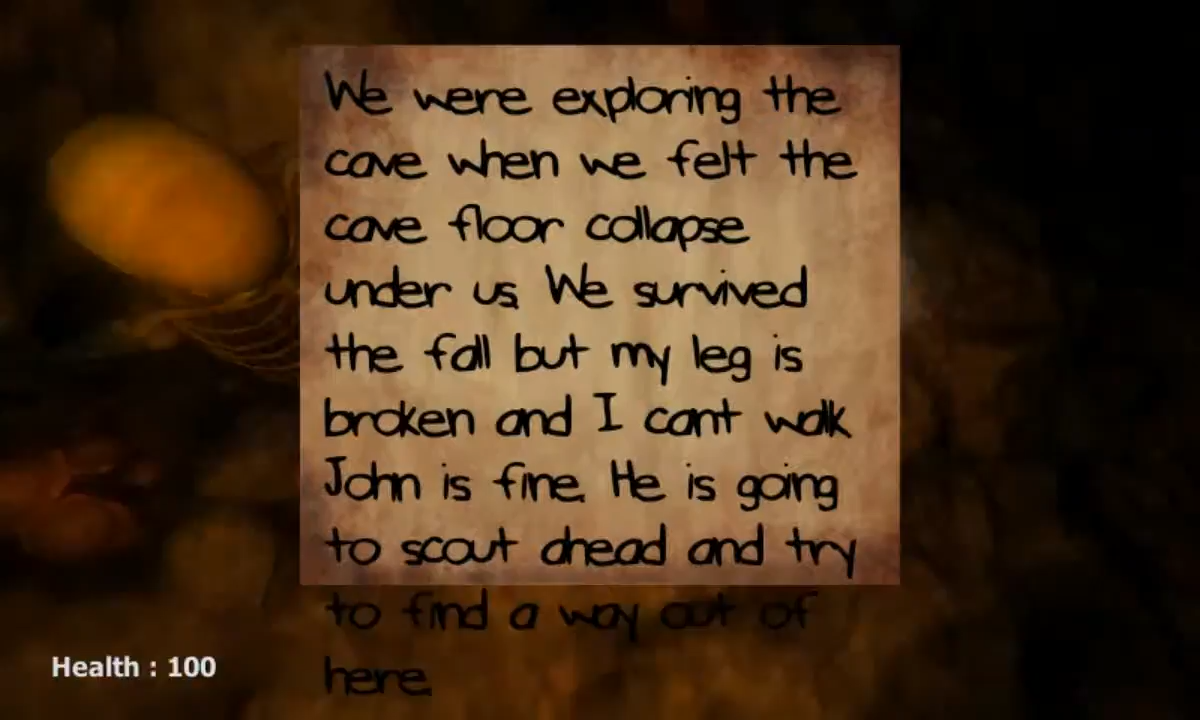 We were exploring the
cave when we felt the
cave floor collapse
under us. We survived
the fall but my leg is
broken and I cant walk
John is fine. He is going
to scout ahead and try
to find a way out of
here.
Health : 100